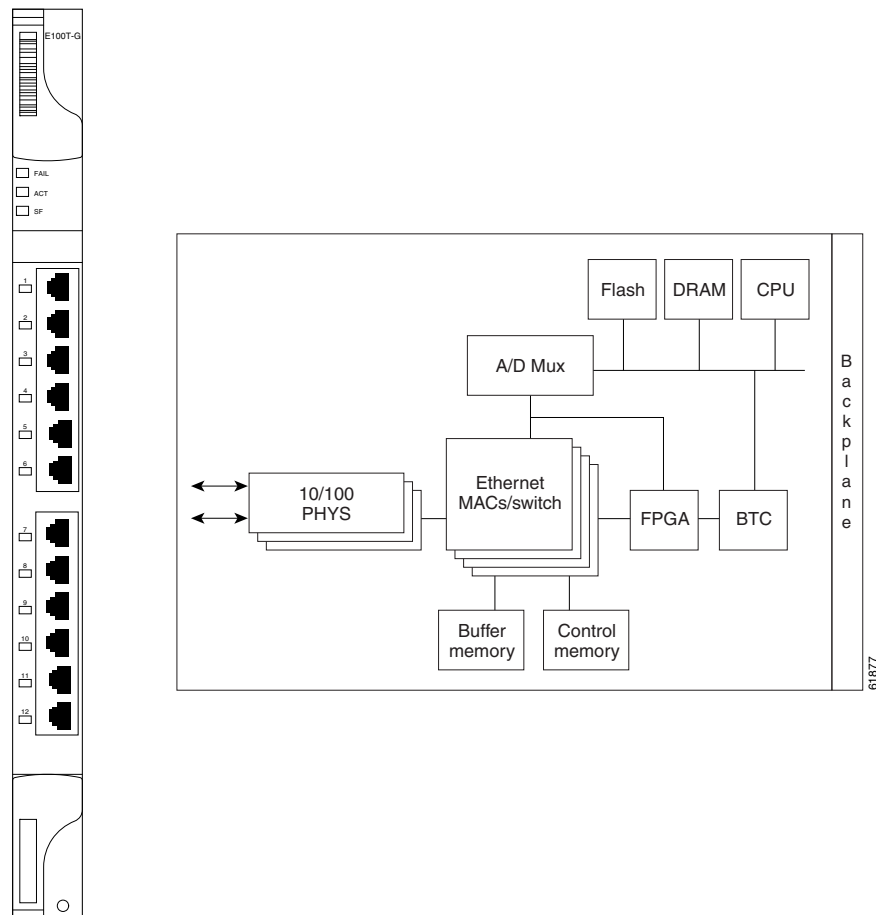 E100T-G
FAIL
ACT
SF
1
2
3
4
5
6
7
8
9
10
11
12
Flash
DRAM
CPU
A/D Mux
Ethernet
MACs/switch
10/100
PHYS
FPGA
BTC
Buffer
memory
Control
memory
Backplane
61877